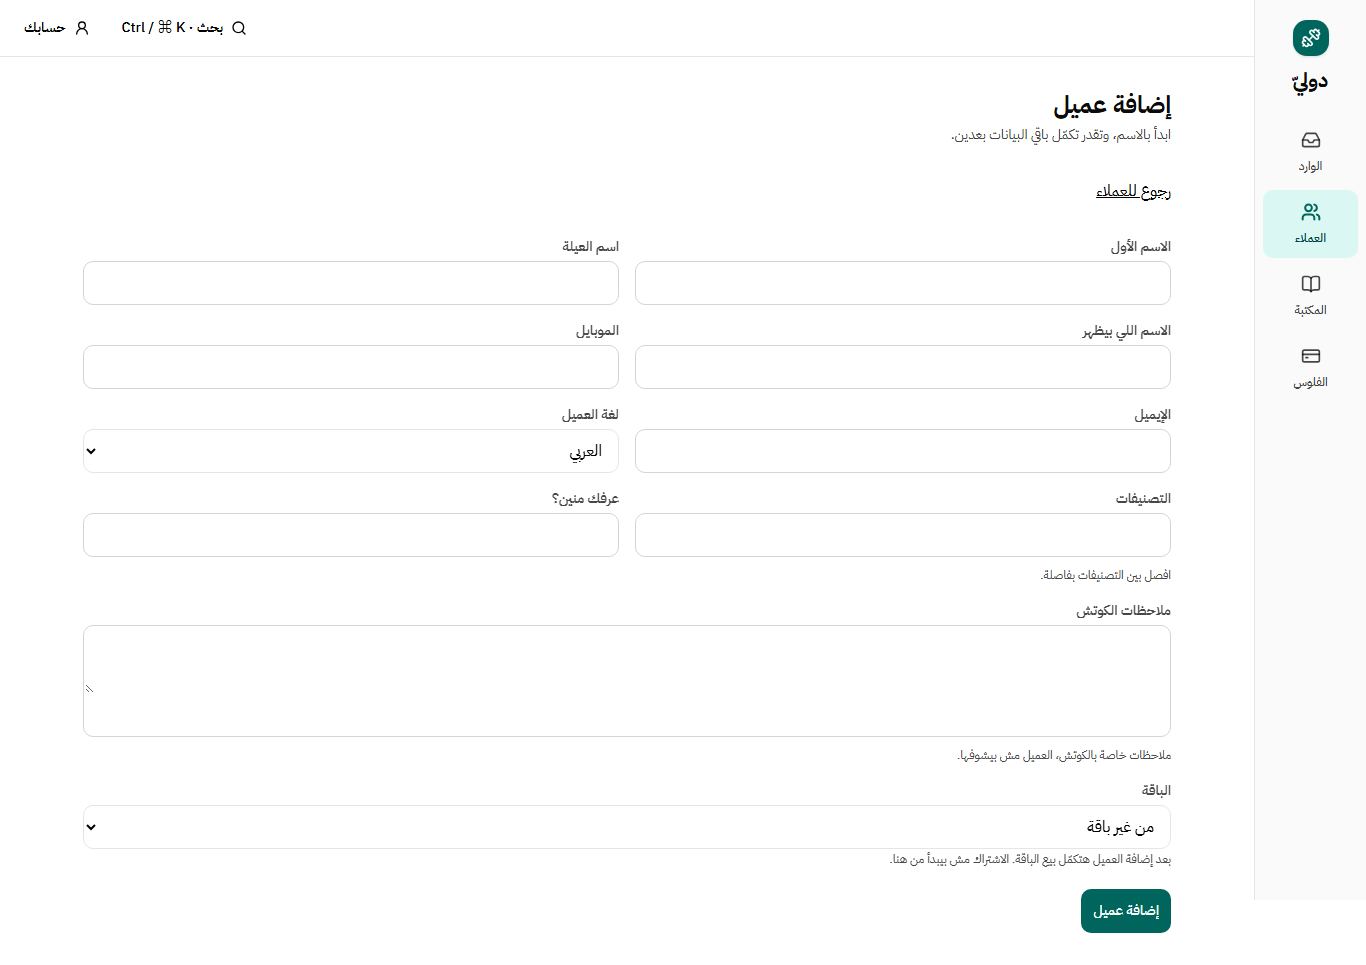 دوليّ
الوارد
العملاء
المكتبة
الفلوس
بحث · Ctrl / ⌘ K
حسابك
إضافة عميل
ابدأ بالاسم، وتقدر تكمّل باقي البيانات بعدين.
رجوع للعملاء
الاسم الأول
اسم العيلة
الاسم اللي بيظهر
الموبايل
الإيميل
لغة العميل
العربي
التصنيفات
عرفك منين؟
افصل بين التصنيفات بفاصلة.
ملاحظات الكوتش
ملاحظات خاصة بالكوتش، العميل مش بيشوفها.
الباقة
من غير باقة
بعد إضافة العميل هتكمّل بيع الباقة. الاشتراك مش بيبدأ من هنا.
إضافة عميل